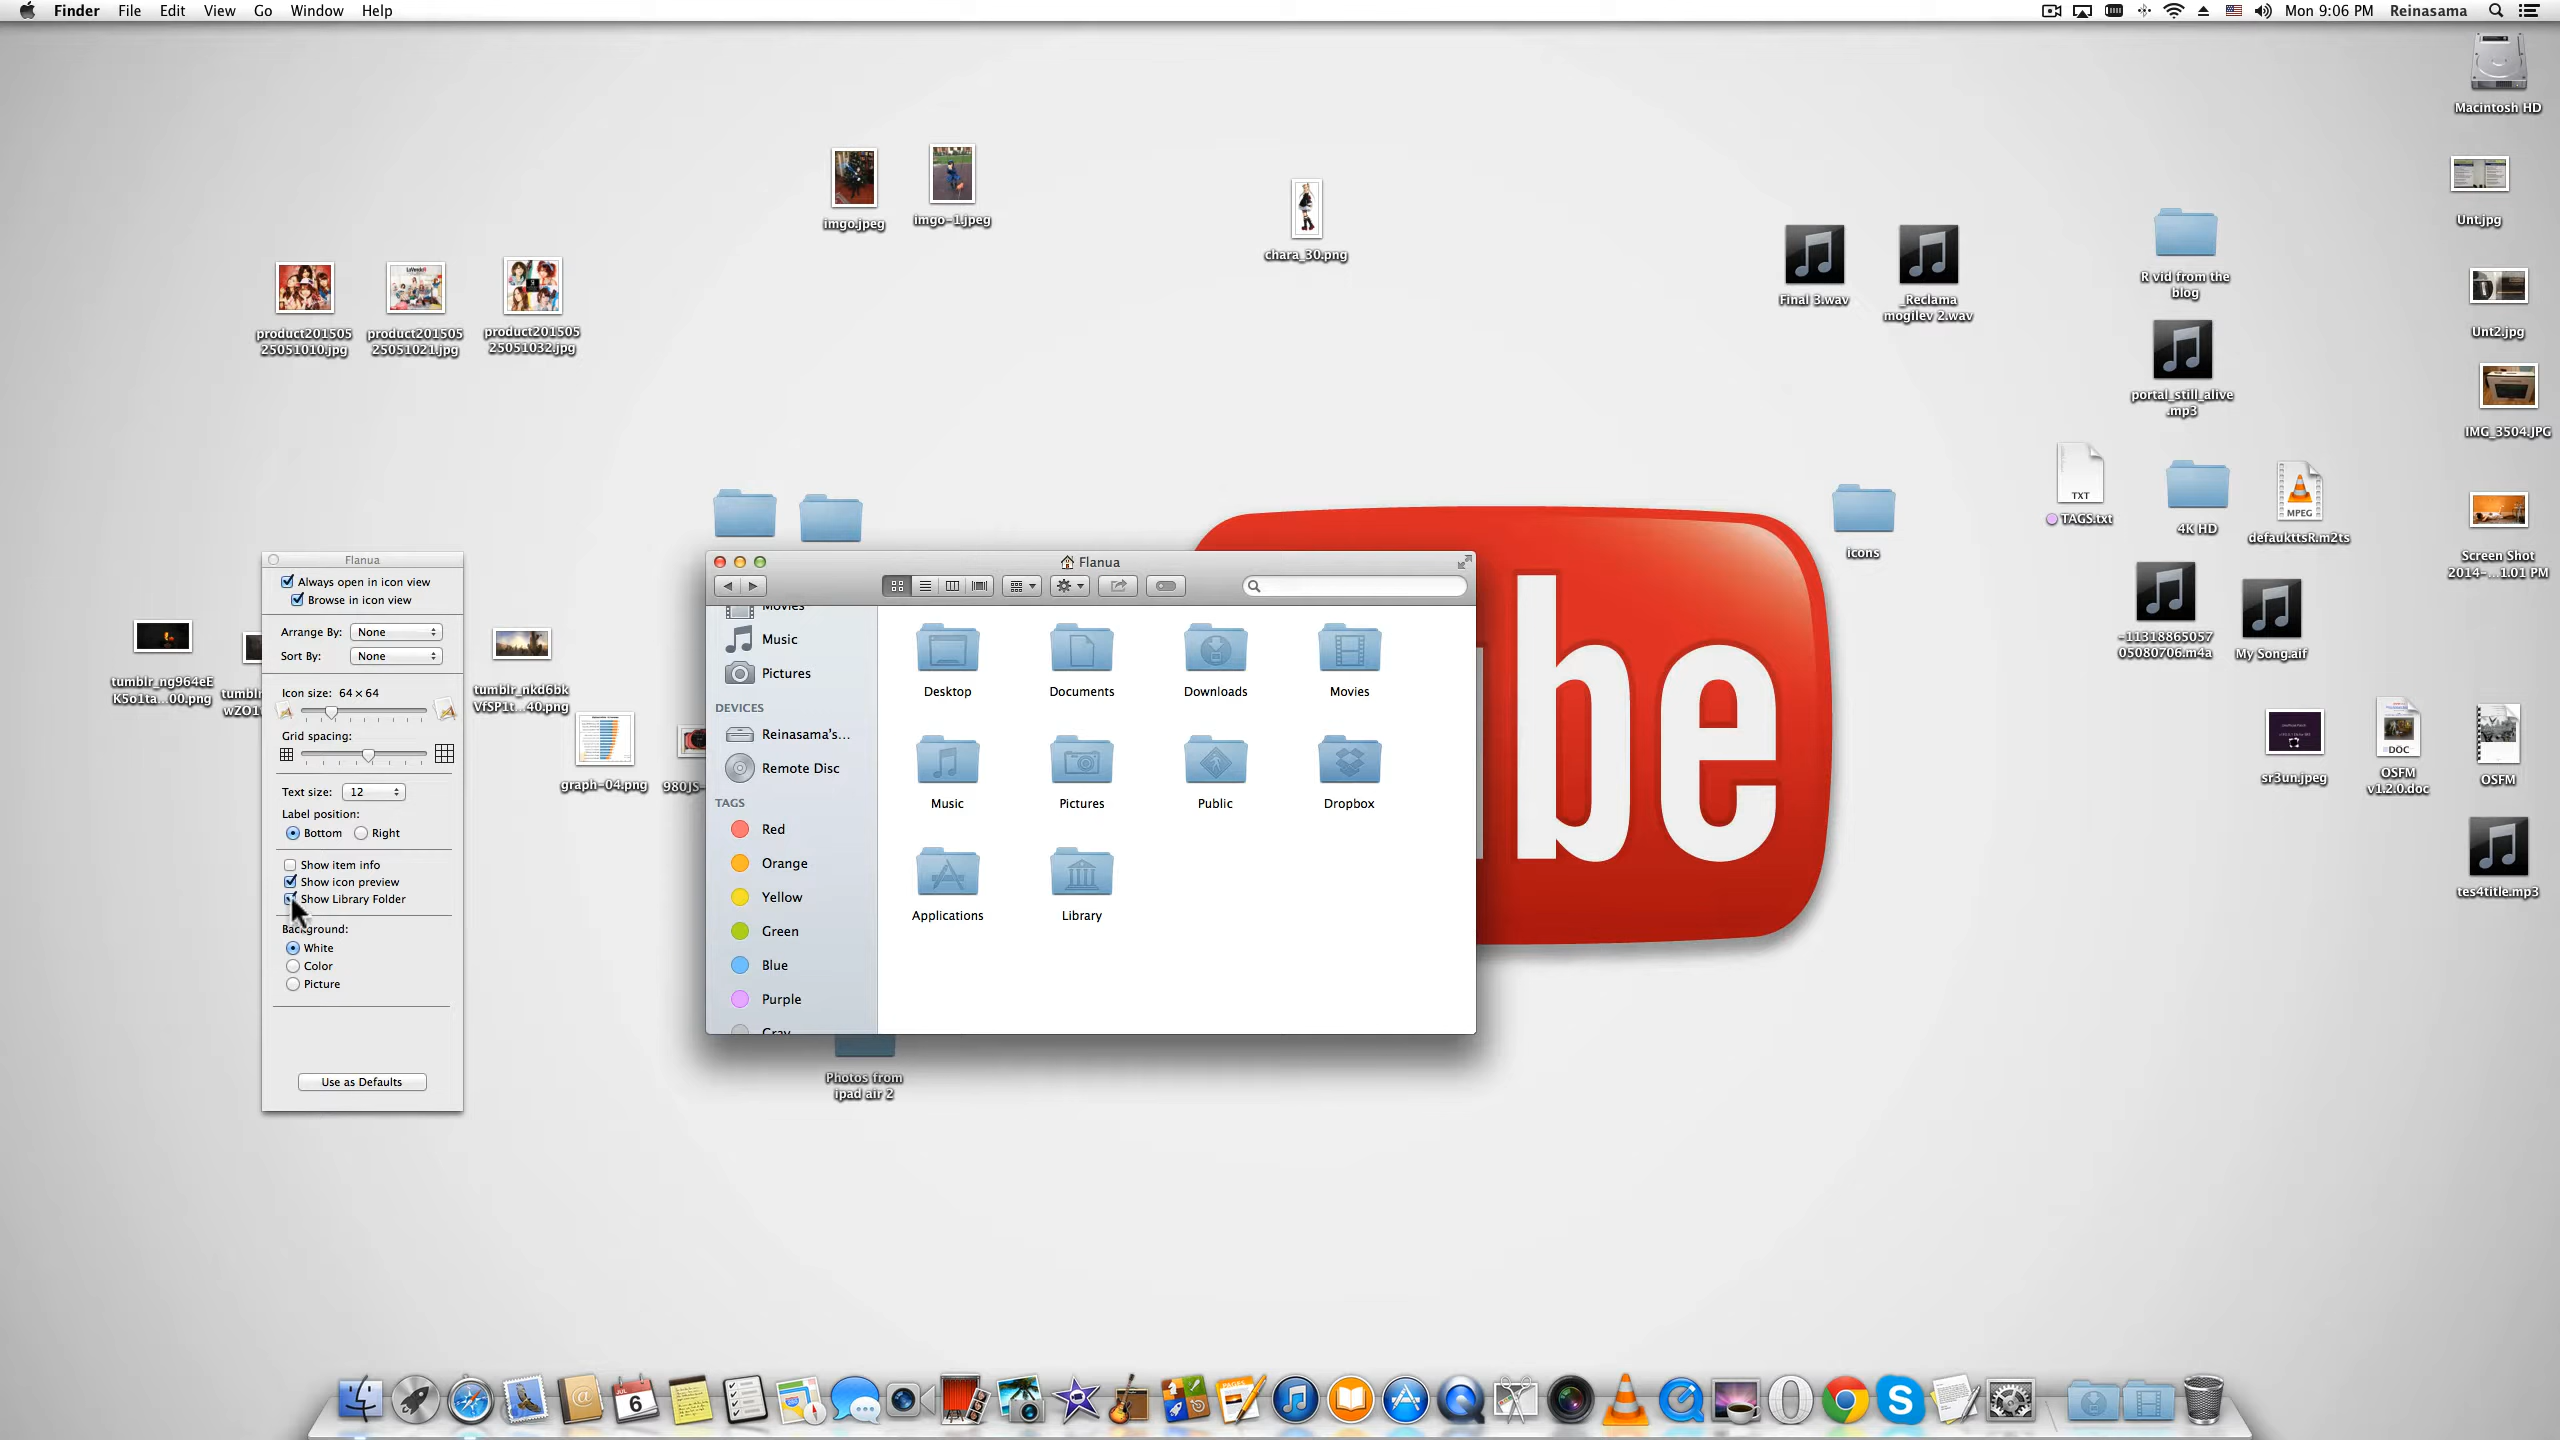 Finder File Edit View Go Window Help
Mon 9:06 PM Reinasama
Macintosh HD
imgo.jpeg
imgo-1.jpeg
chara_30.png
Unt.jpg
Final 3.wav
_Reclama
mogilev 2.wav
R vid from the
blog
product201505
25051010.jpg
product201505
25051021.jpg
product201505
25051032.jpg
Unt2.jpg
portal_still_alive
.mp3
IMG_3504.JPG
TXT
TAGS.txt
4K HD
MPEG
defaukttsR.m2ts
icons
Screen Shot
2014-...1.01 PM
-11318865057
05080706.m4a
My Song.aif
tumblr_ng964eE
K5o1ta...00.png
tumblr
wZO1
tumblr_nkd6bk
VfSP1t...40.png
graph-04.png
980JS-
sr3un.jpeg
DOC
OSFM
v1.2.0.doc
OSFM
tes4title.mp3
Photos from
ipad air 2
Flanua
Always open in icon view
Browse in icon view
Arrange By: None
Sort By: None
Icon size: 64 × 64
Grid spacing:
Text size: 12
Label position:
Bottom Right
Show item info
Show icon preview
Show Library Folder
Background:
White
Color
Picture
Use as Defaults
Flanua
Movies
Music
Pictures
DEVICES
Reinasama's...
Remote Disc
TAGS
Red
Orange
Yellow
Green
Blue
Purple
Gray
Desktop Documents Downloads Movies
Music Pictures Public Dropbox
Applications Library
be
JUL
6